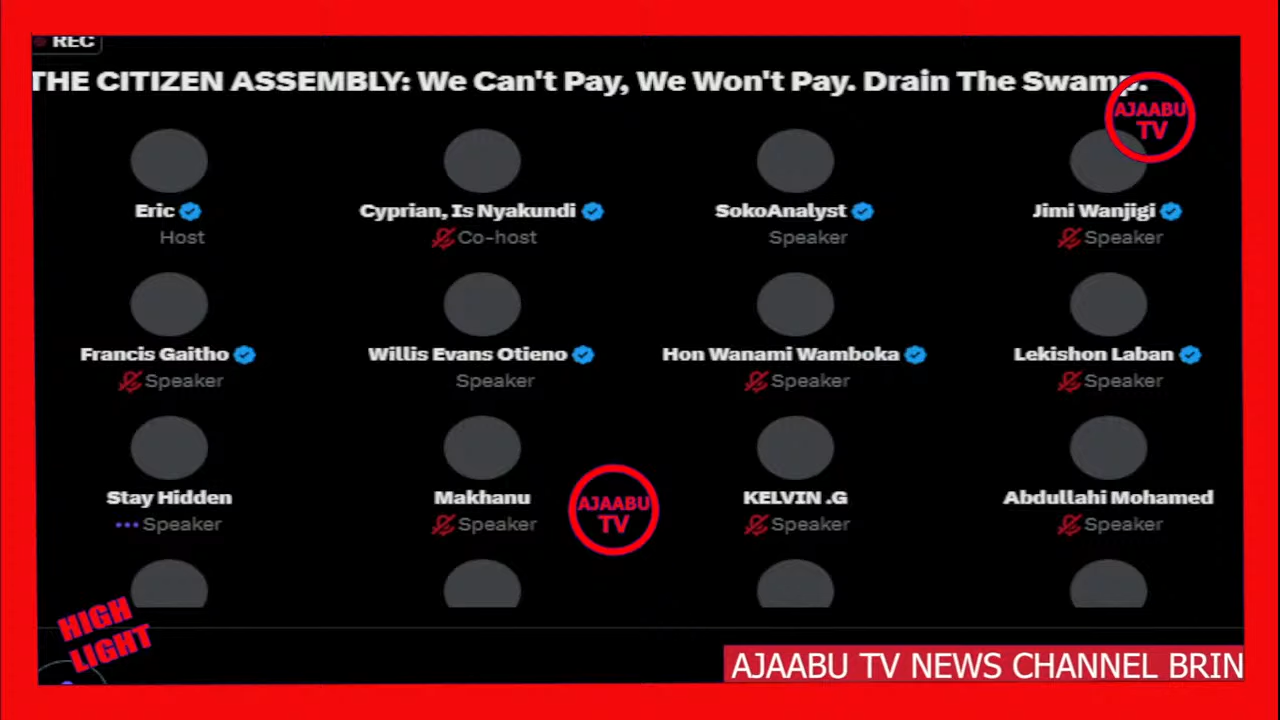 REC
THE CITIZEN ASSEMBLY: We Can't Pay, We Won't Pay. Drain The Swamp.
AJAABU
TV
Eric
Host
Cyprian, Is Nyakundi
Co-host
SokoAnalyst
Speaker
Jimi Wanjigi
Speaker
Francis Gaitho
Speaker
Willis Evans Otieno
Speaker
Hon Wanami Wamboka
Speaker
Lekishon Laban
Speaker
Stay Hidden
Speaker
Makhanu
Speaker
KELVIN .G
Speaker
Abdullahi Mohamed
Speaker
AJAABU
TV
HIGH
LIGHT
AJAABU TV NEWS CHANNEL BRIN